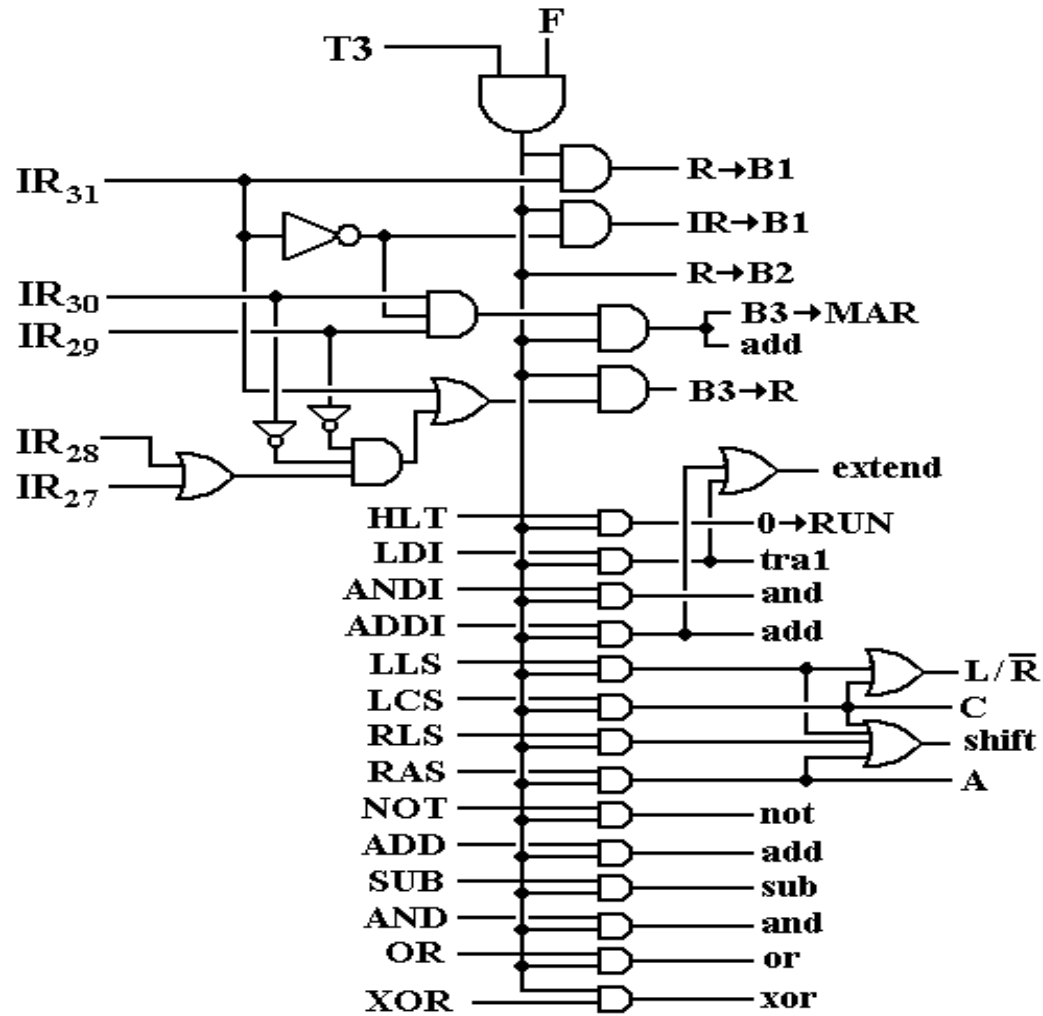 F
T3
IR31
R→B1
IR→B1
R→B2
IR30
IR29
B3→MAR
add
B3→R
IR28
IR27
extend
HLT
0→RUN
LDI
tra1
ANDI
and
ADDI
add
LLS
L/R̅
LCS
C
RLS
shift
RAS
A
NOT
not
ADD
add
SUB
sub
AND
and
OR
or
XOR
xor